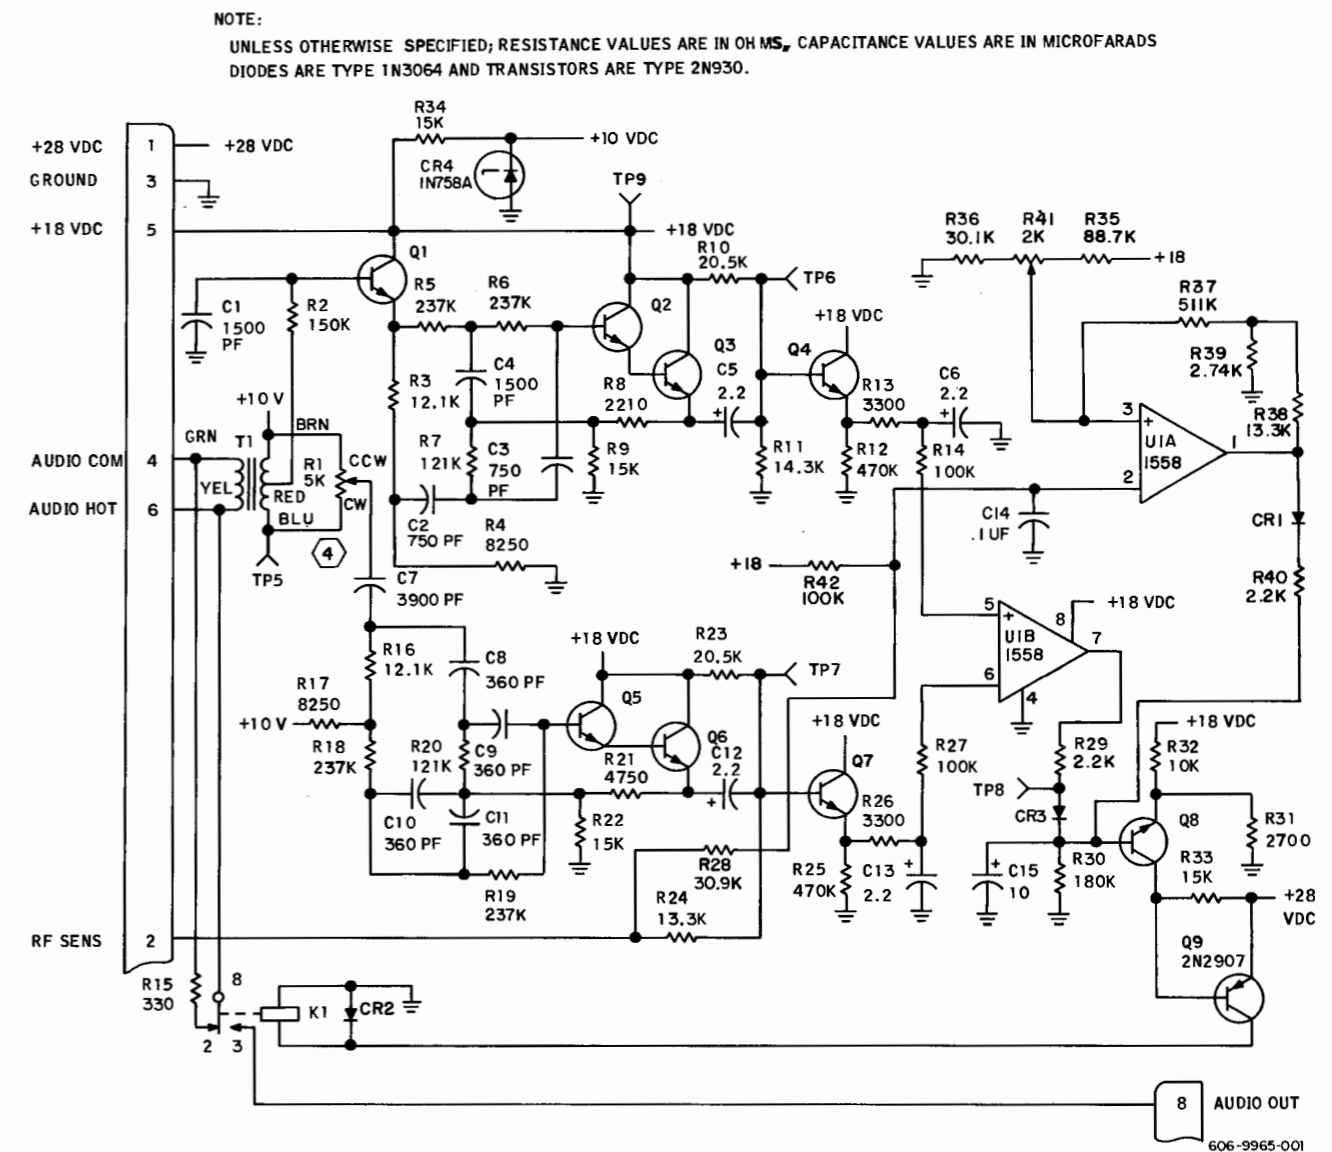 NOTE:
UNLESS OTHERWISE SPECIFIED; RESISTANCE VALUES ARE IN OHMS, CAPACITANCE VALUES ARE IN MICROFARADS
DIODES ARE TYPE 1N3064 AND TRANSISTORS ARE TYPE 2N930.
+28 VDC
1
+28 VDC
GROUND
3
+18 VDC
5
R34
15K
+10 VDC
CR4
1N758A
TP9
+18 VDC
Q1
C1
1500
PF
R2
150K
R5
237K
R6
237K
Q2
R10
20.5K
TP6
R3
12.1K
C4
1500
PF
Q3
C5
2.2
+
R8
2210
R7
121K
C3
750
PF
R9
15K
C2
750 PF
R4
8250
+18 VDC
Q4
R13
3300
C6
2.2
+
R11
14.3K
R12
470K
R14
100K
R36
30.1K
R41
2K
R35
88.7K
+18
R37
511K
R39
2.74K
R38
13.3K
3
+
U1A
1558
1
2
C14
.1UF
CR1
R40
2.2K
+10 V
GRN
T1
BRN
AUDIO COM
4
YEL
R1
5K
CCW
CW
RED
AUDIO HOT
6
BLU
4
TP5
C7
3900 PF
+18
R42
100K
5
+
U1B
1558
8
+18 VDC
7
6
4
R16
12.1K
C8
360 PF
R17
8250
+10 V
R18
237K
R20
121K
C9
360 PF
C10
360 PF
C11
360 PF
R19
237K
+18 VDC
Q5
R23
20.5K
TP7
Q6
C12
2.2
+
R21
4750
R22
15K
R28
30.9K
R24
13.3K
+18 VDC
Q7
R26
3300
R27
100K
R25
470K
C13
2.2
+
R29
2.2K
TP8
CR3
+18 VDC
R32
10K
Q8
R31
2700
+
C15
10
R30
180K
R33
15K
+28
VDC
Q9
2N2907
RF SENS
2
R15
330
8
K1
CR2
2
3
8
AUDIO OUT
606-9965-001